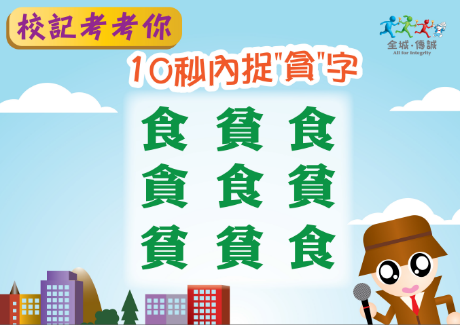 校記考考你
全城·傳誠
All for Integrity
10秒內捉"貪"字
食 貧 食
貪 食 貧
貧 貧 食